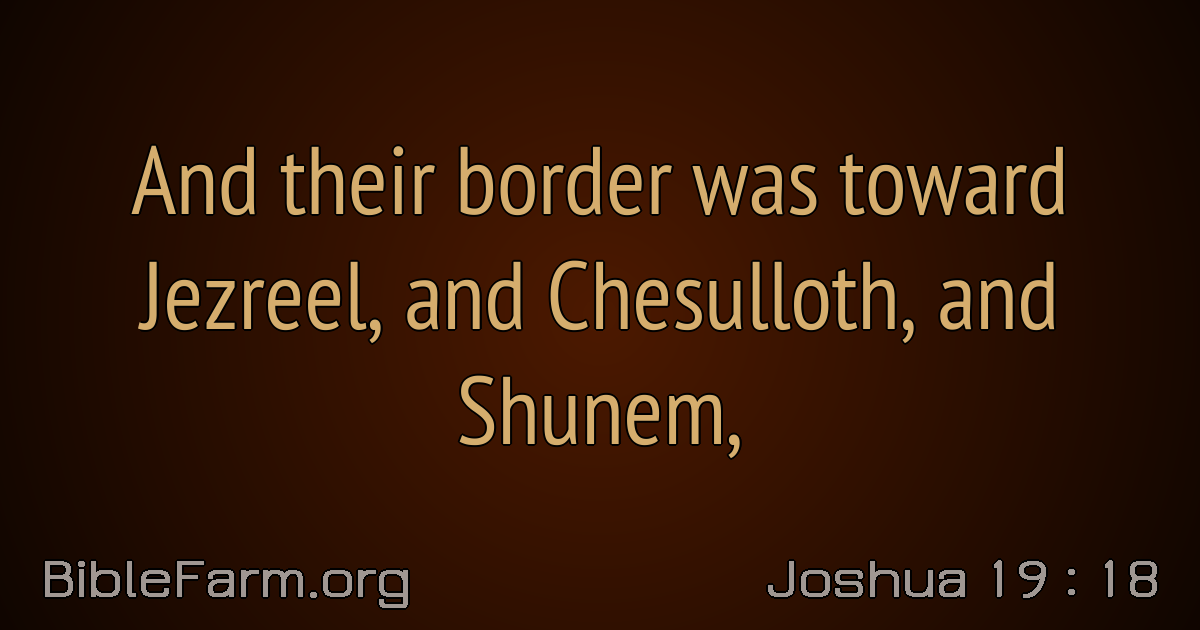 And their border was toward
Jezreel, and Chesulloth, and
Shunem,
BibleFarm.org
Joshua 19 : 18